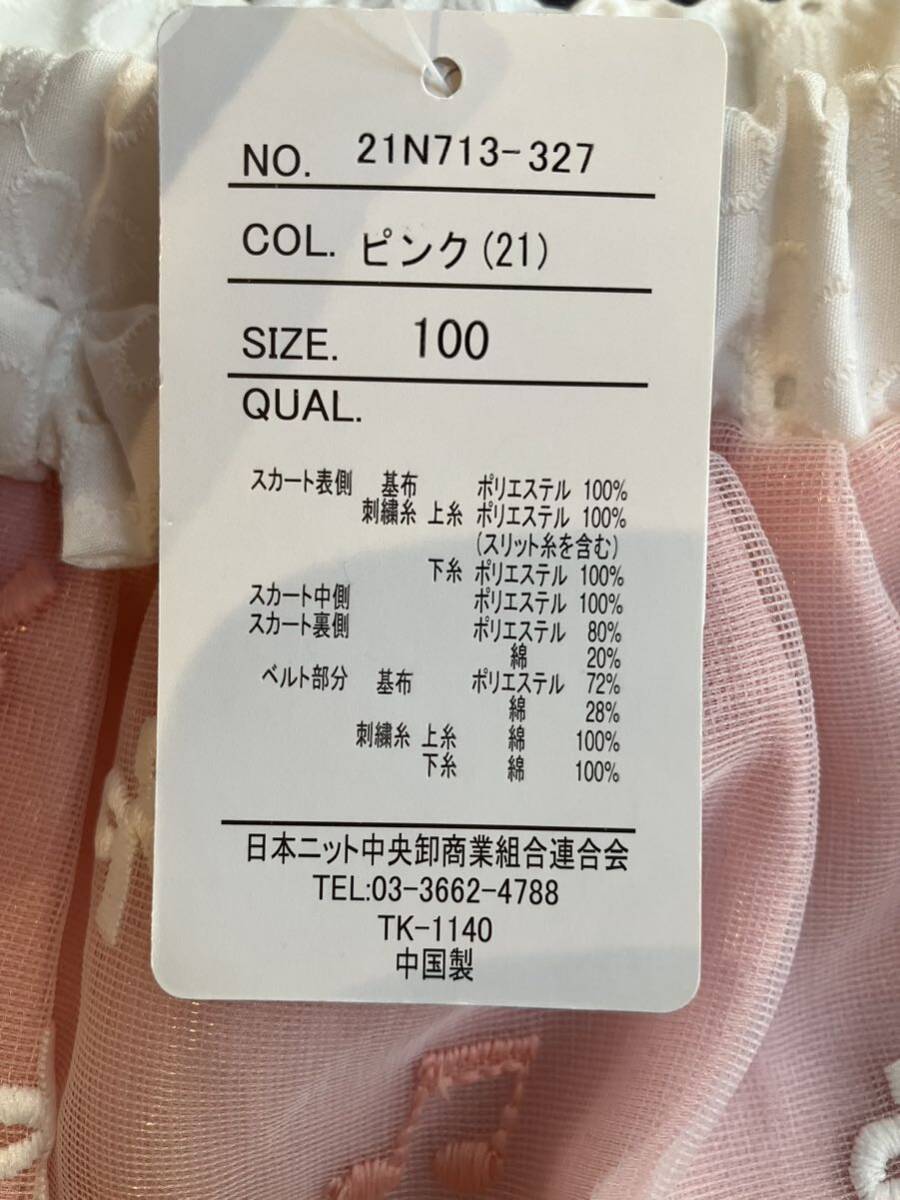 NO. 21N713-327
COL. ピンク(21)
SIZE. 100
QUAL.
スカート表側 基布 ポリエステル 100%
刺繍糸 上糸 ポリエステル 100%
(スリット糸を含む)
下糸 ポリエステル 100%
スカート中側 ポリエステル 100%
スカート裏側 ポリエステル 80%
綿 20%
ベルト部分 基布 ポリエステル 72%
綿 28%
刺繍糸 上糸 綿 100%
下糸 綿 100%
日本ニット中央卸商業組合連合会
TEL:03-3662-4788
TK-1140
中国製